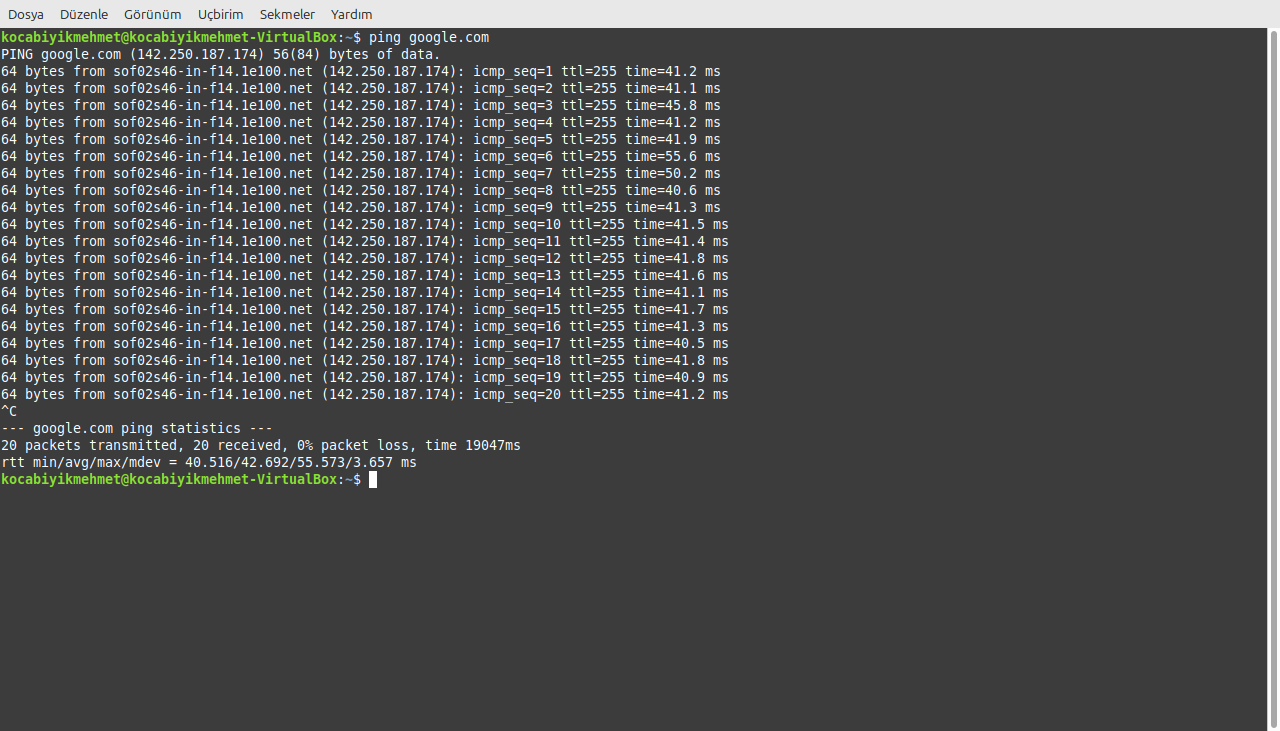 Dosya Düzenle Görünüm Uçbirim Sekmeler Yardım
kocabiyikmehmet@kocabiyikmehmet-VirtualBox:~$ ping google.com
PING google.com (142.250.187.174) 56(84) bytes of data.
64 bytes from sof02s46-in-f14.1e100.net (142.250.187.174): icmp_seq=1 ttl=255 time=41.2 ms
64 bytes from sof02s46-in-f14.1e100.net (142.250.187.174): icmp_seq=2 ttl=255 time=41.1 ms
64 bytes from sof02s46-in-f14.1e100.net (142.250.187.174): icmp_seq=3 ttl=255 time=45.8 ms
64 bytes from sof02s46-in-f14.1e100.net (142.250.187.174): icmp_seq=4 ttl=255 time=41.2 ms
64 bytes from sof02s46-in-f14.1e100.net (142.250.187.174): icmp_seq=5 ttl=255 time=41.9 ms
64 bytes from sof02s46-in-f14.1e100.net (142.250.187.174): icmp_seq=6 ttl=255 time=55.6 ms
64 bytes from sof02s46-in-f14.1e100.net (142.250.187.174): icmp_seq=7 ttl=255 time=50.2 ms
64 bytes from sof02s46-in-f14.1e100.net (142.250.187.174): icmp_seq=8 ttl=255 time=40.6 ms
64 bytes from sof02s46-in-f14.1e100.net (142.250.187.174): icmp_seq=9 ttl=255 time=41.3 ms
64 bytes from sof02s46-in-f14.1e100.net (142.250.187.174): icmp_seq=10 ttl=255 time=41.5 ms
64 bytes from sof02s46-in-f14.1e100.net (142.250.187.174): icmp_seq=11 ttl=255 time=41.4 ms
64 bytes from sof02s46-in-f14.1e100.net (142.250.187.174): icmp_seq=12 ttl=255 time=41.8 ms
64 bytes from sof02s46-in-f14.1e100.net (142.250.187.174): icmp_seq=13 ttl=255 time=41.6 ms
64 bytes from sof02s46-in-f14.1e100.net (142.250.187.174): icmp_seq=14 ttl=255 time=41.1 ms
64 bytes from sof02s46-in-f14.1e100.net (142.250.187.174): icmp_seq=15 ttl=255 time=41.7 ms
64 bytes from sof02s46-in-f14.1e100.net (142.250.187.174): icmp_seq=16 ttl=255 time=41.3 ms
64 bytes from sof02s46-in-f14.1e100.net (142.250.187.174): icmp_seq=17 ttl=255 time=40.5 ms
64 bytes from sof02s46-in-f14.1e100.net (142.250.187.174): icmp_seq=18 ttl=255 time=41.8 ms
64 bytes from sof02s46-in-f14.1e100.net (142.250.187.174): icmp_seq=19 ttl=255 time=40.9 ms
64 bytes from sof02s46-in-f14.1e100.net (142.250.187.174): icmp_seq=20 ttl=255 time=41.2 ms
^C
--- google.com ping statistics ---
20 packets transmitted, 20 received, 0% packet loss, time 19047ms
rtt min/avg/max/mdev = 40.516/42.692/55.573/3.657 ms
kocabiyikmehmet@kocabiyikmehmet-VirtualBox:~$